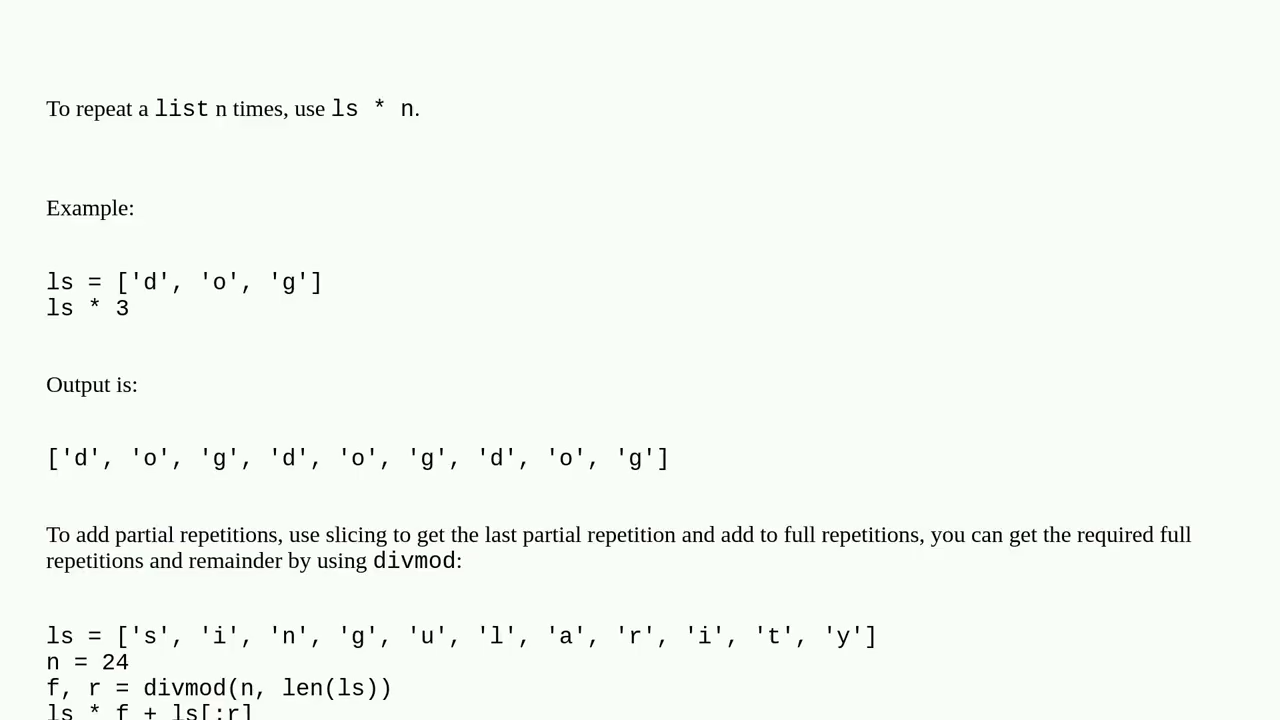 To repeat a list n times, use ls * n.
Example:
ls = ['d', 'o', 'g']
ls * 3
Output is:
['d', 'o', 'g', 'd', 'o', 'g', 'd', 'o', 'g']
To add partial repetitions, use slicing to get the last partial repetition and add to full repetitions, you can get the required full
repetitions and remainder by using divmod:
ls = ['s', 'i', 'n', 'g', 'u', 'l', 'a', 'r', 'i', 't', 'y']
n = 24
f, r = divmod(n, len(ls))
ls * f + ls[:r]